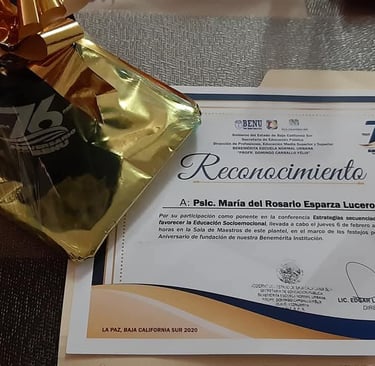 76
BENU
Gobierno del Estado de Baja California Sur
Secretaría de Educación Pública
Dirección de Profesiones, Educación Media Superior y Superior
BENEMÉRITA ESCUELA NORMAL URBANA
"PROFR. DOMINGO CARBALLO FÉLIX"
Reconocimiento
A: Pslc. María del Rosario Esparza Lucero
Por su participación como ponente en la conferencia Estrategias
favorecer la Educación Socioemocional, llevada a cabo el jueves 6 de febrero
horas en la Sala de Maestros de este plantel, en el marco de los festejos
Aniversario de fundación de nuestra Benemérita Institución.
LIC.
LA PAZ, BAJA CALIFORNIA SUR 2020